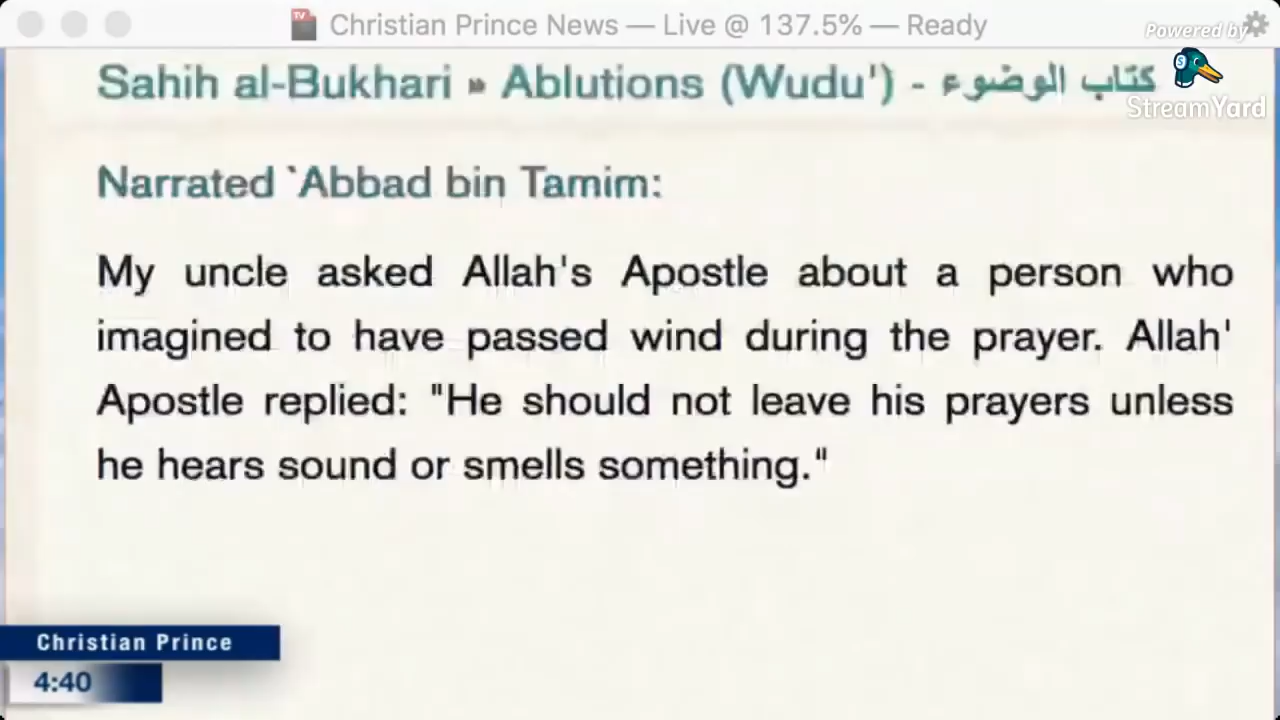 Christian Prince News — Live @ 137.5% — Ready
Powered by
StreamYard
Sahih al-Bukhari » Ablutions (Wudu') - كتاب الوضوء
Narrated `Abbad bin Tamim:
My uncle asked Allah's Apostle about a person who
imagined to have passed wind during the prayer. Allah'
Apostle replied: "He should not leave his prayers unless
he hears sound or smells something."
Christian Prince
4:40